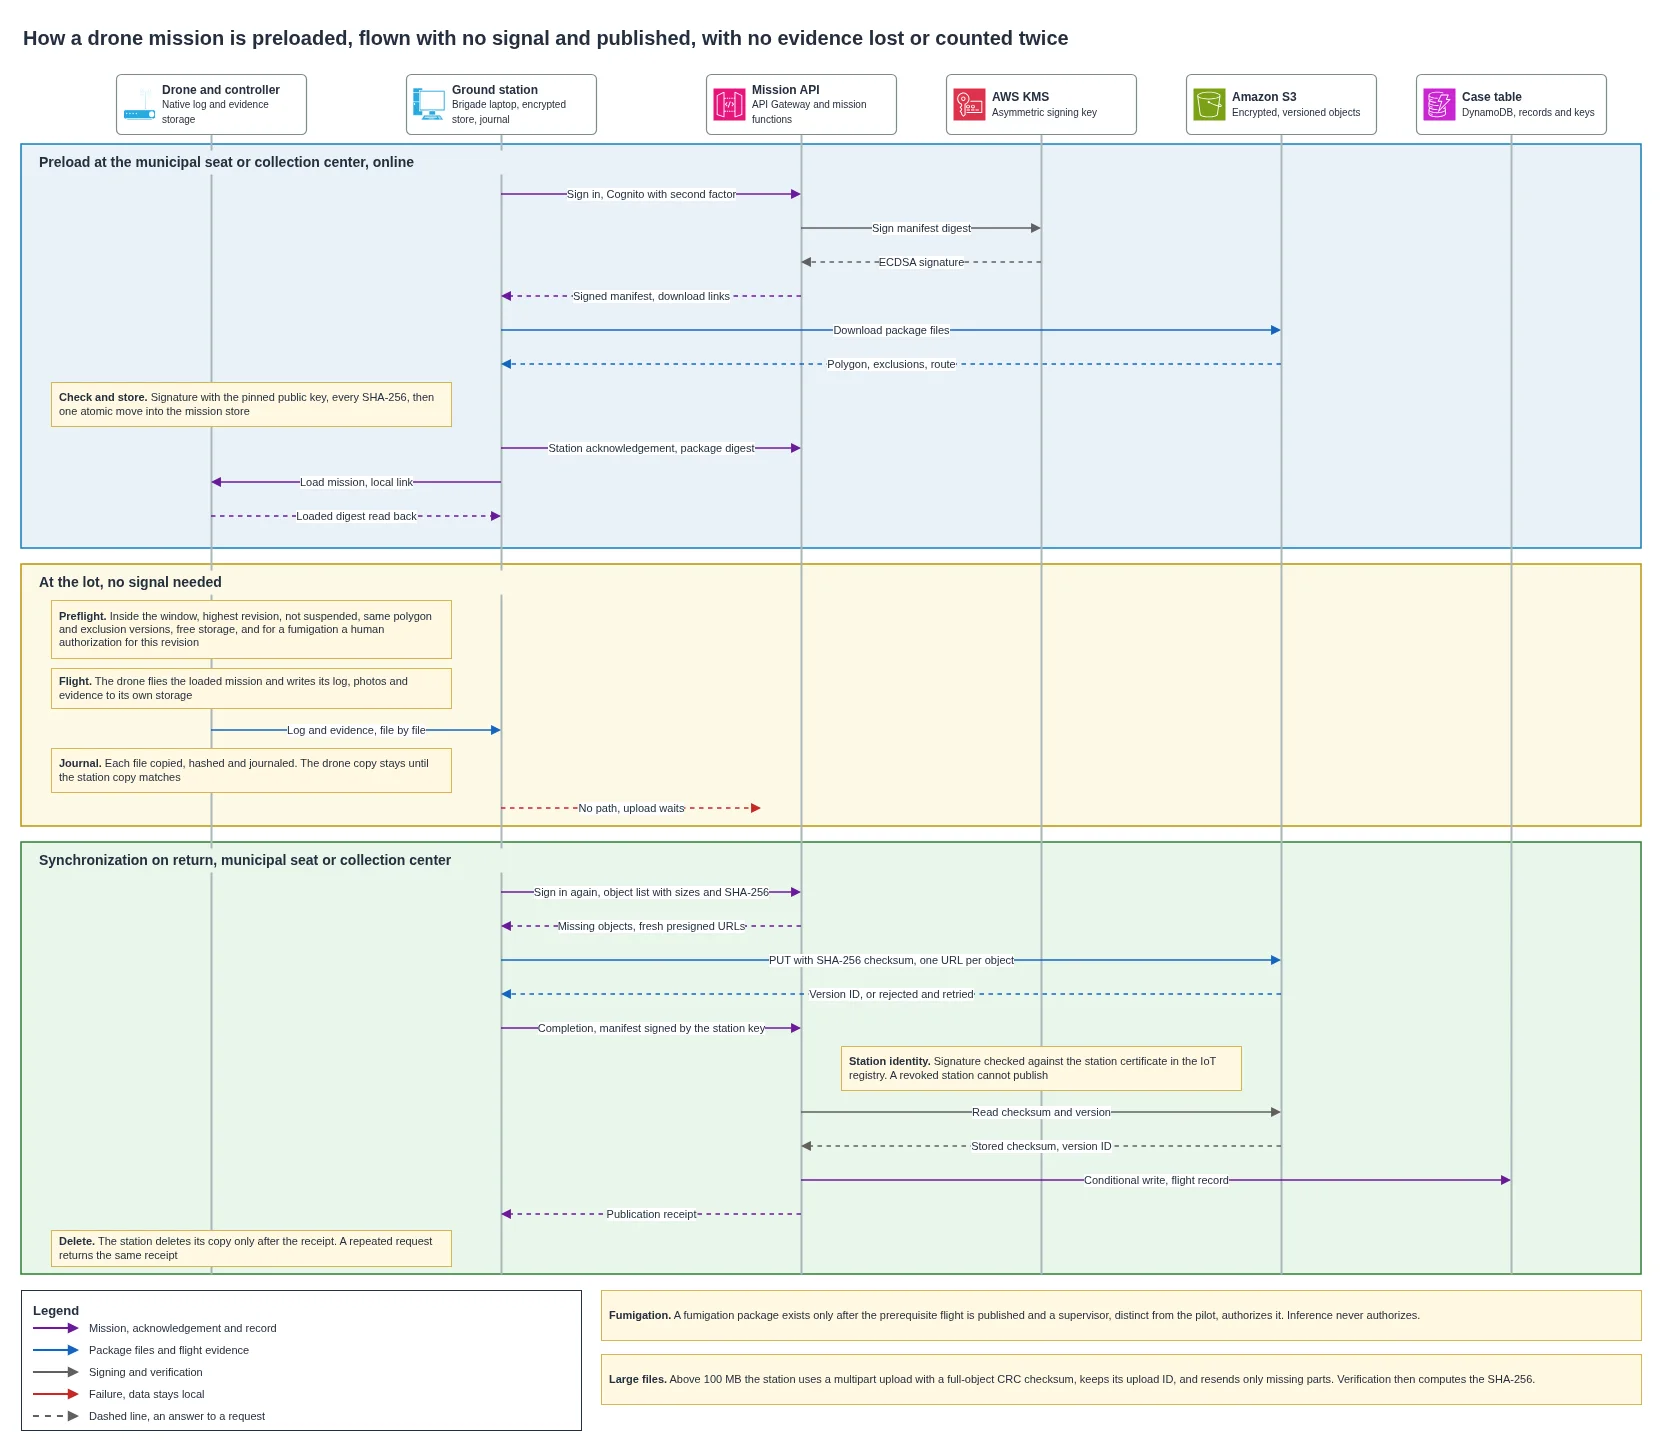 How a drone mission is preloaded, flown with no signal and published, with no evidence lost or counted twice
Drone and controller
Native log and evidence
storage
Ground station
Brigade laptop, encrypted
store, journal
Mission API
API Gateway and mission
functions
AWS KMS
Asymmetric signing key
Amazon S3
Encrypted, versioned objects
Case table
DynamoDB, records and keys
Preload at the municipal seat or collection center, online
Sign in, Cognito with second factor
Sign manifest digest
ECDSA signature
Signed manifest, download links
Download package files
Polygon, exclusions, route
Check and store. Signature with the pinned public key, every SHA-256, then
one atomic move into the mission store
Station acknowledgement, package digest
Load mission, local link
Loaded digest read back
At the lot, no signal needed
Preflight. Inside the window, highest revision, not suspended, same polygon
and exclusion versions, free storage, and for a fumigation a human
authorization for this revision
Flight. The drone flies the loaded mission and writes its log, photos and
evidence to its own storage
Log and evidence, file by file
Journal. Each file copied, hashed and journaled. The drone copy stays until
the station copy matches
No path, upload waits
Synchronization on return, municipal seat or collection center
Sign in again, object list with sizes and SHA-256
Missing objects, fresh presigned URLs
PUT with SHA-256 checksum, one URL per object
Version ID, or rejected and retried
Completion, manifest signed by the station key
Station identity. Signature checked against the station certificate in the IoT
registry. A revoked station cannot publish
Read checksum and version
Stored checksum, version ID
Conditional write, flight record
Publication receipt
Delete. The station deletes its copy only after the receipt. A repeated request
returns the same receipt
Legend
Mission, acknowledgement and record
Package files and flight evidence
Signing and verification
Failure, data stays local
Dashed line, an answer to a request
Fumigation. A fumigation package exists only after the prerequisite flight is published and a supervisor, distinct from the pilot, authorizes it. Inference never authorizes.
Large files. Above 100 MB the station uses a multipart upload with a full-object CRC checksum, keeps its upload ID, and resends only missing parts. Verification then computes the SHA-256.